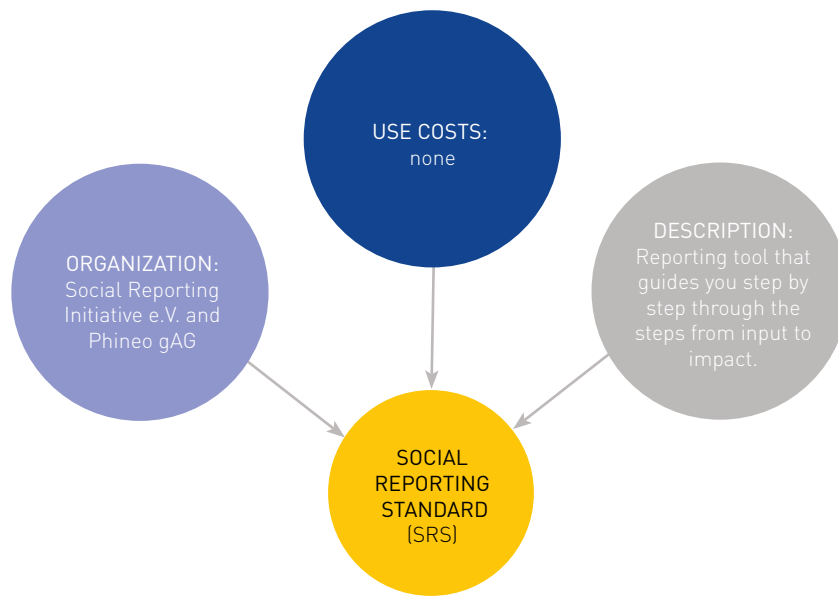 USE COSTS:
none
ORGANIZATION:
Social Reporting
Initiative e.V. and
Phineo gAG
DESCRIPTION:
Reporting tool that
guides you step by
step through the
steps from input to
impact.
SOCIAL
REPORTING
STANDARD
(SRS)